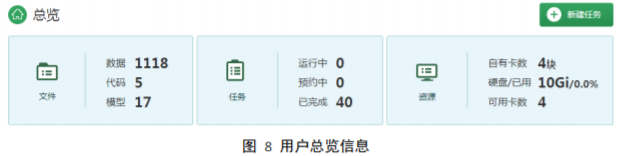 总览
新建任务
文件
数据 1118
代码 5
模型 17
任务
运行中 0
预约中 0
已完成 40
资源
自有卡数 4块
硬盘/已用 10Gi/0.0%
可用卡数 4
图 8 用户总览信息